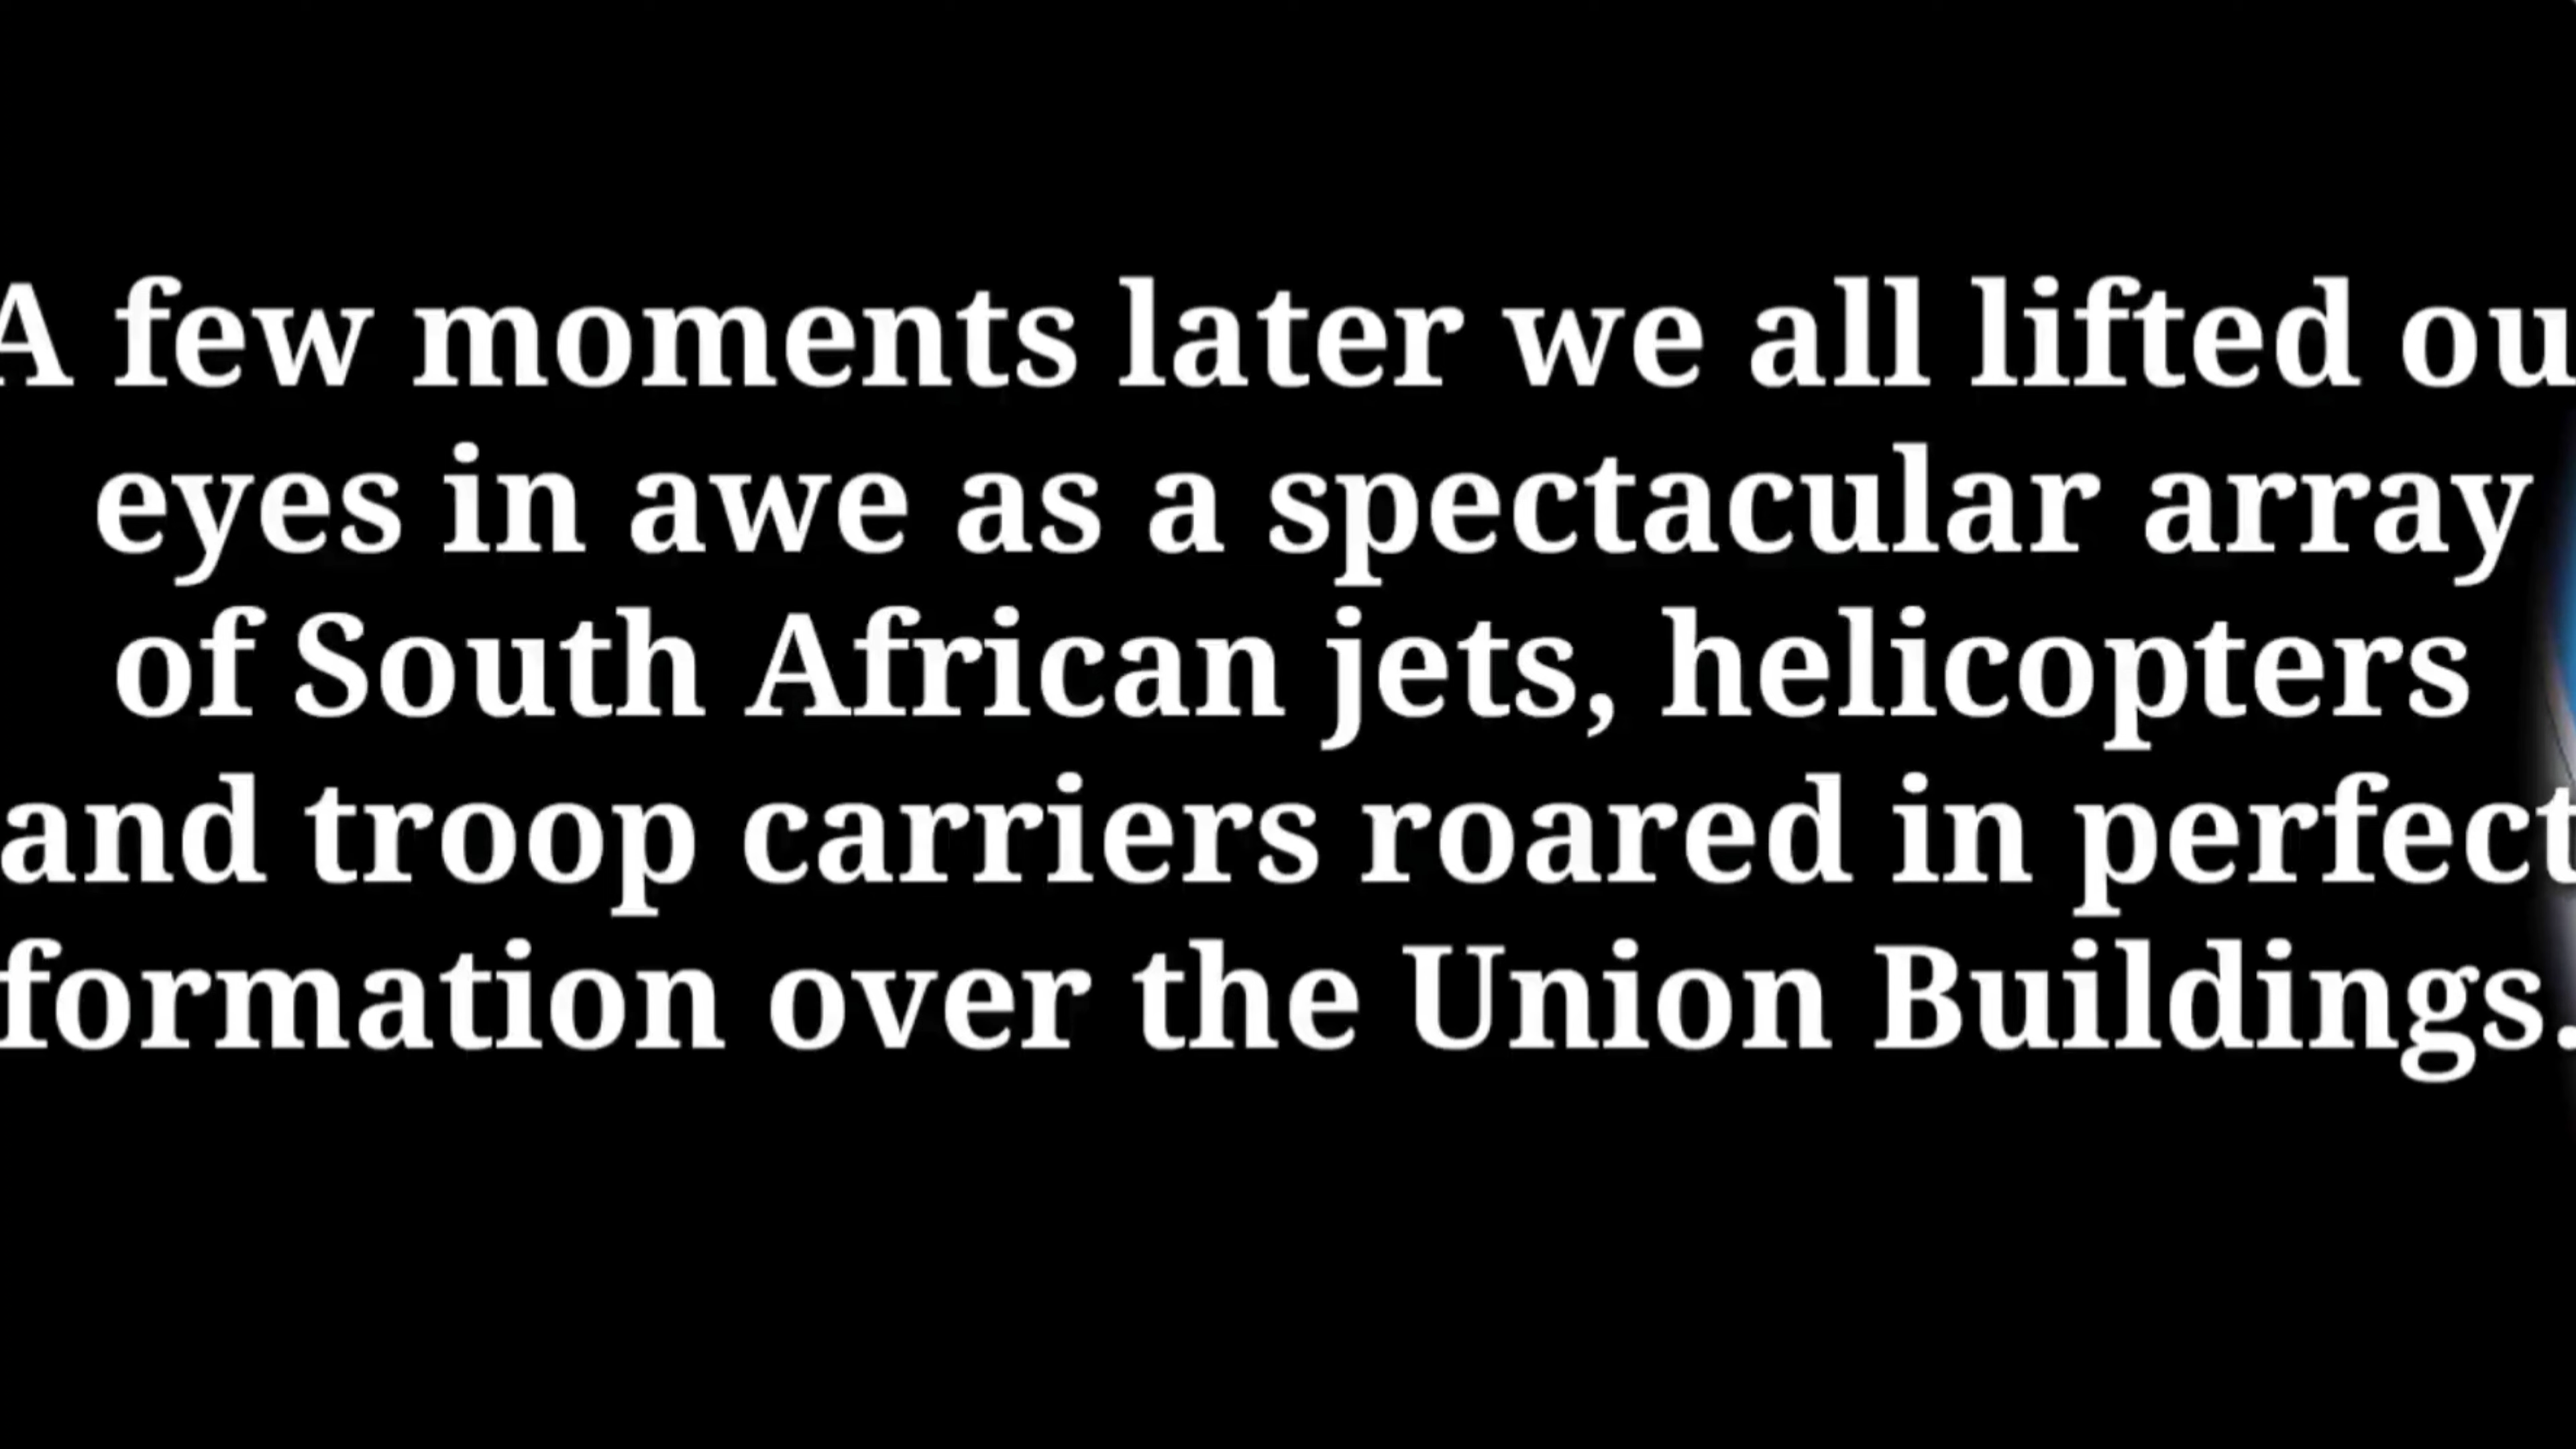 A few moments later we all lifted ou
eyes in awe as a spectacular array
of South African jets, helicopters
and troop carriers roared in perfect
formation over the Union Buildings.